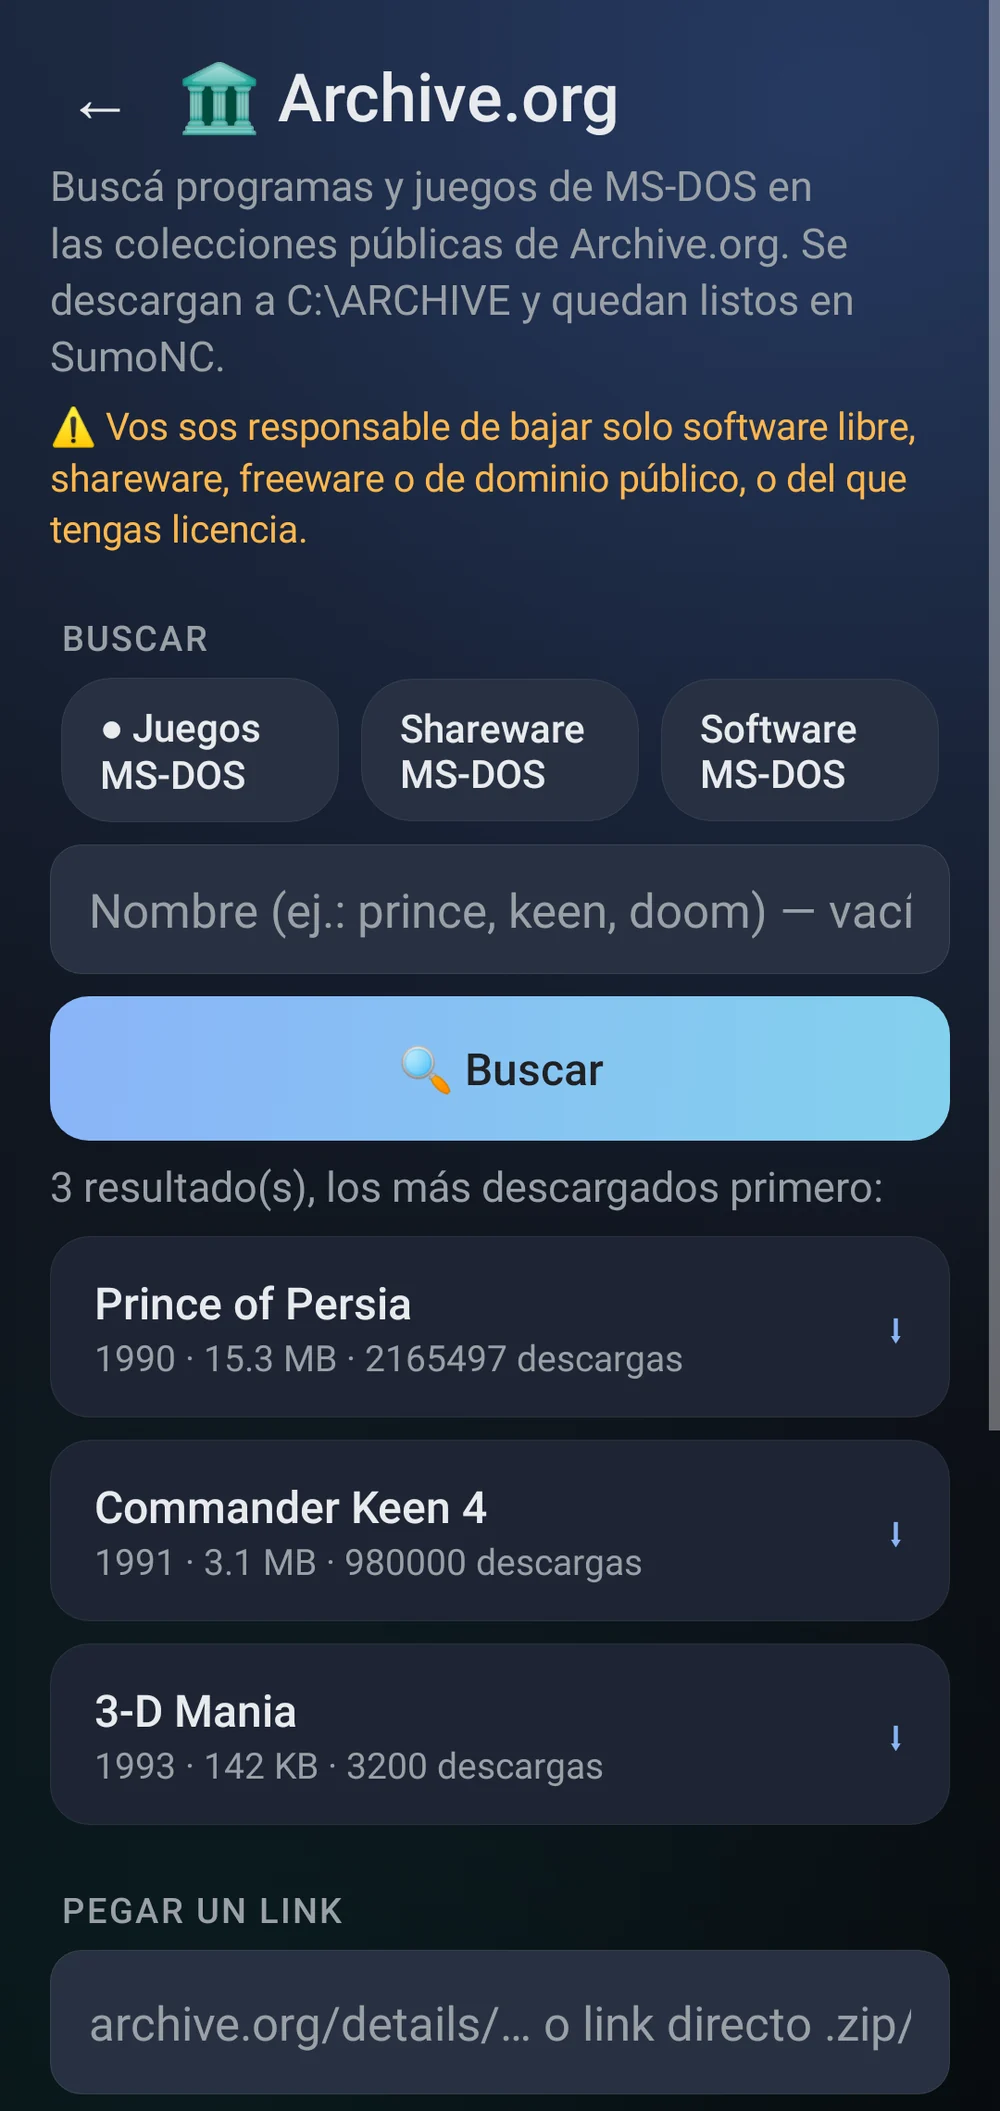 ← 🏛 Archive.org
Buscá programas y juegos de MS-DOS en
las colecciones públicas de Archive.org. Se
descargan a C:\ARCHIVE y quedan listos en
SumoNC.
⚠️ Vos sos responsable de bajar solo software libre,
shareware, freeware o de dominio público, o del que
tengas licencia.
BUSCAR
● Juegos
MS-DOS
Shareware
MS-DOS
Software
MS-DOS
Nombre (ej.: prince, keen, doom) — vací
🔍 Buscar
3 resultado(s), los más descargados primero:
Prince of Persia
1990 · 15.3 MB · 2165497 descargas
⭳
Commander Keen 4
1991 · 3.1 MB · 980000 descargas
⭳
3-D Mania
1993 · 142 KB · 3200 descargas
⭳
PEGAR UN LINK
archive.org/details/… o link directo .zip/